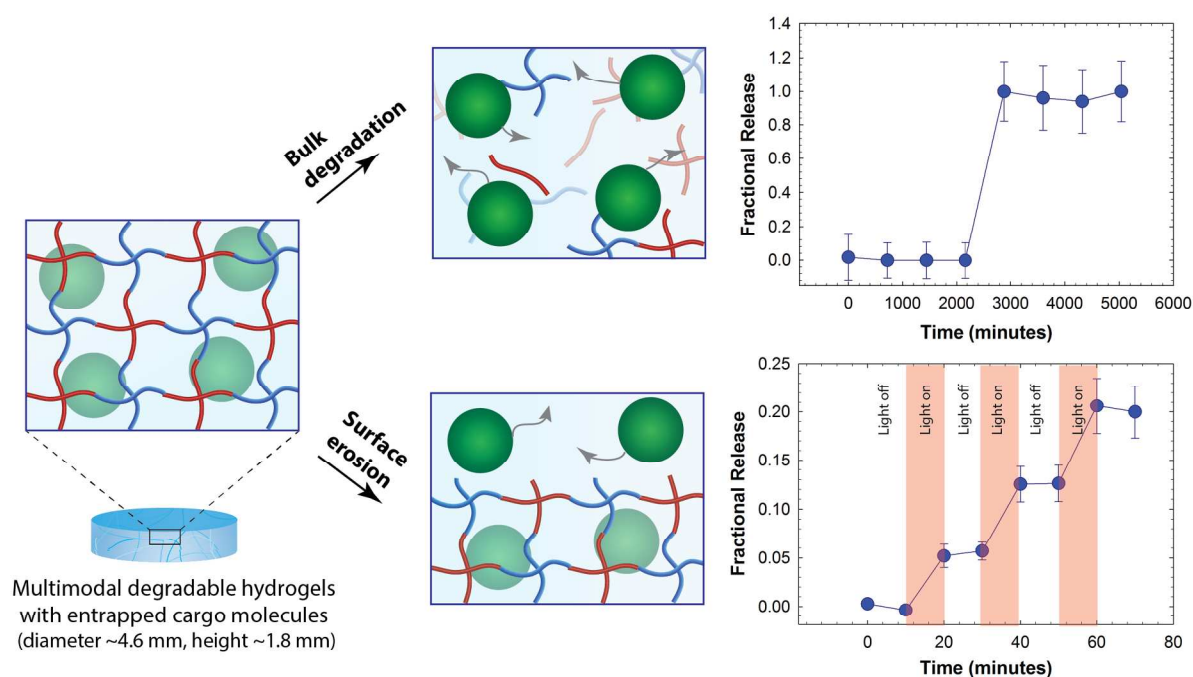 Bulk
degradation
Surface
erosion
Multimodal degradable hydrogels
with entrapped cargo molecules
(diameter ~4.6 mm, height ~1.8 mm)
Fractional Release
1.4
1.2
1.0
0.8
0.6
0.4
0.2
0.0
0 1000 2000 3000 4000 5000 6000
Time (minutes)
Fractional Release
0.25
0.20
0.15
0.10
0.05
0.00
Light off
Light on
Light off
Light on
Light off
Light on
0 20 40 60 80
Time (minutes)